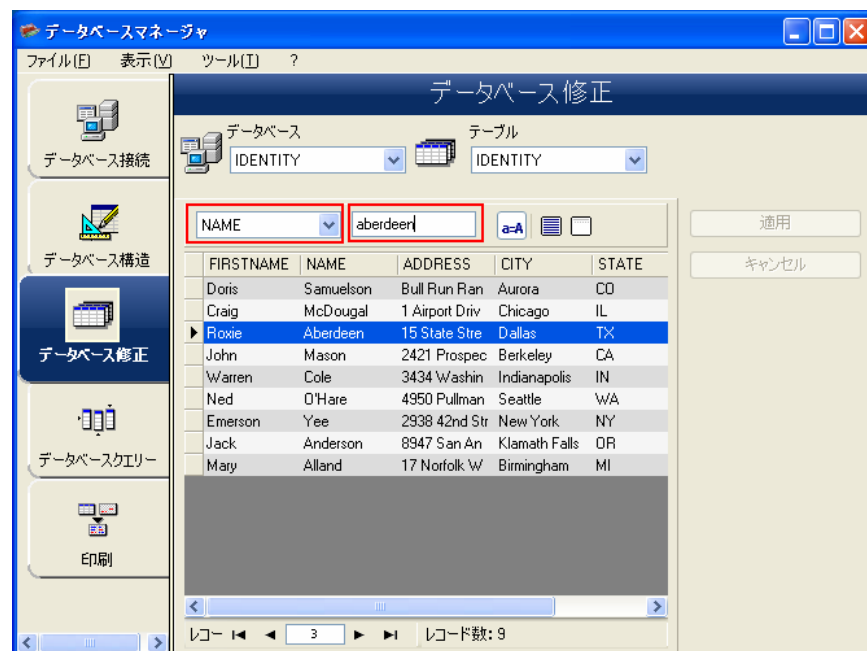 データベースマネージャ
ファイル(F) 表示(V) ツール(T) ?
データベース修正
データベース接続
データベース構造
データベース修正
データベースクエリー
印刷
データベース
IDENTITY
テーブル
IDENTITY
NAME
aberdeen
a=A
適用
キャンセル
FIRSTNAME NAME ADDRESS CITY STATE
Doris Samuelson Bull Run Ran Aurora CO
Craig McDougal 1 Airport Driv Chicago IL
Roxie Aberdeen 15 State Stre Dallas TX
John Mason 2421 Prospec Berkeley CA
Warren Cole 3434 Washin Indianapolis IN
Ned O'Hare 4950 Pullman Seattle WA
Emerson Yee 2938 42nd Str New York NY
Jack Anderson 8947 San An Klamath Falls OR
Mary Alland 17 Norfolk W Birmingham MI
レコー 3 レコード数: 9